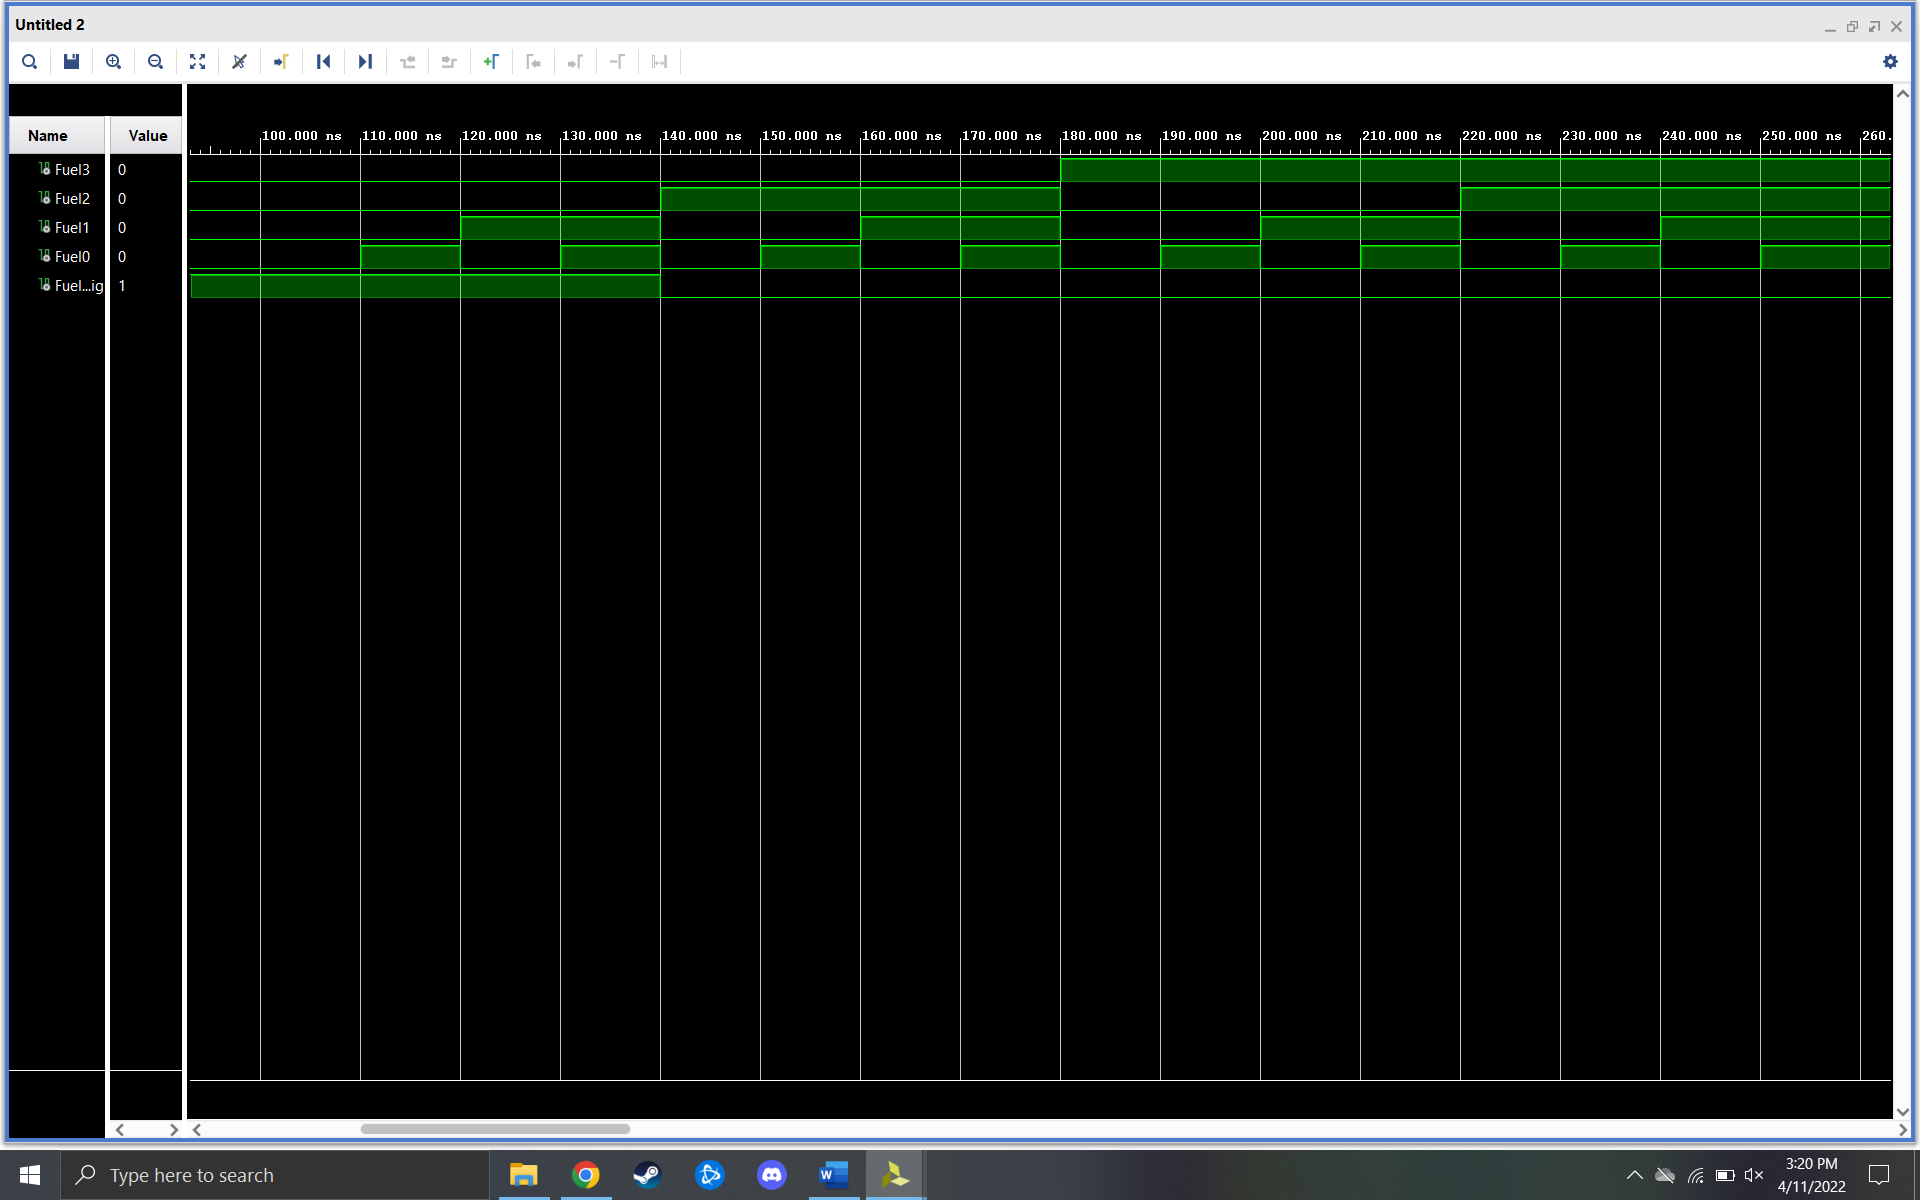 Untitled 2
Name Value
100.000 ns 110.000 ns 120.000 ns 130.000 ns 140.000 ns 150.000 ns 160.000 ns 170.000 ns 180.000 ns 190.000 ns 200.000 ns 210.000 ns 220.000 ns 230.000 ns 240.000 ns 250.000 ns 260.
Fuel3 0
Fuel2 0
Fuel1 0
Fuel0 0
Fuel...ig 1
Type here to search
3:20 PM
4/11/2022